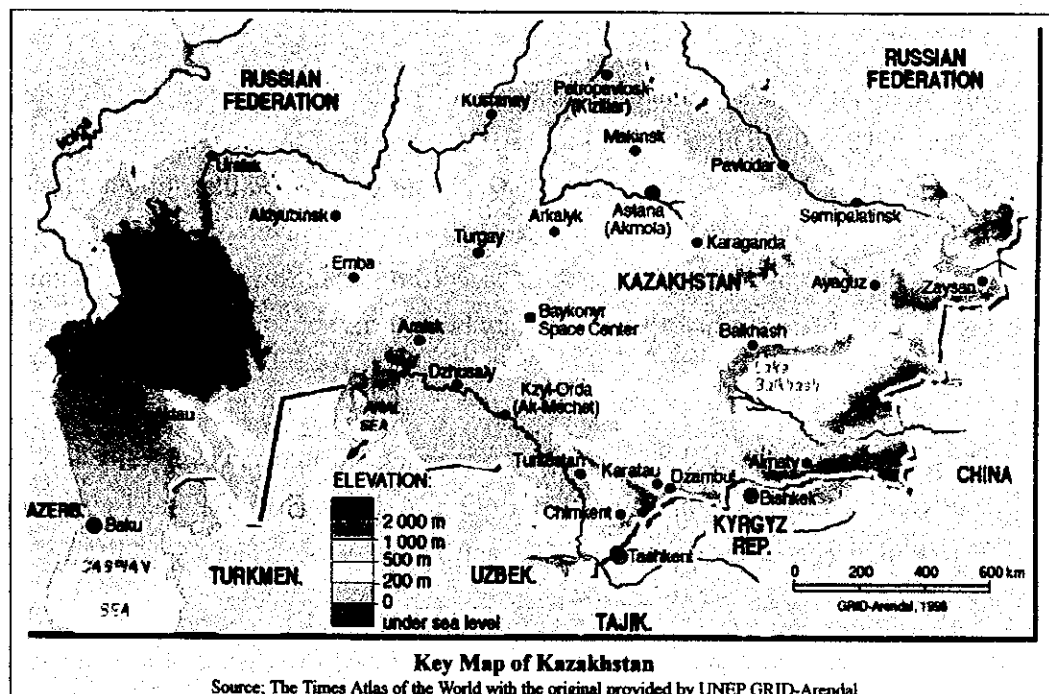 RUSSIAN
FEDERATION
RUSSIAN
FEDERATION
VOLGA
Petropavlosk
Kustanay
Makinsk
Pavlodar
Uralsk
Aktyubinsk
Arkalyk
Astana
(Akmola)
Semipalatinsk
Turgay
Karaganda
Emba
KAZAKHSTAN
Ayaguz
Zaysan
Baykonyr
Space Center
Aralsk
Balkhash
Lake
Balkhash
Dzhusaly
Kzyl-Orda
(Ak-Mechet)
ARAL
SEA
Turkestan
Karatau
Dzambul
Almaty
CHINA
Chimkent
Bishkek
KYRGYZ
REP.
AZERB.
Baku
Tashkent
SEA
TURKMEN.
UZBEK.
TAJIK.
ELEVATION:
2 000 m
1 000 m
500 m
200 m
0
under sea level
0 200 400 600 km
GRID-Arendal, 1998
Key Map of Kazakhstan
Source: The Times Atlas of the World with the original provided by UNEP GRID-Arendal